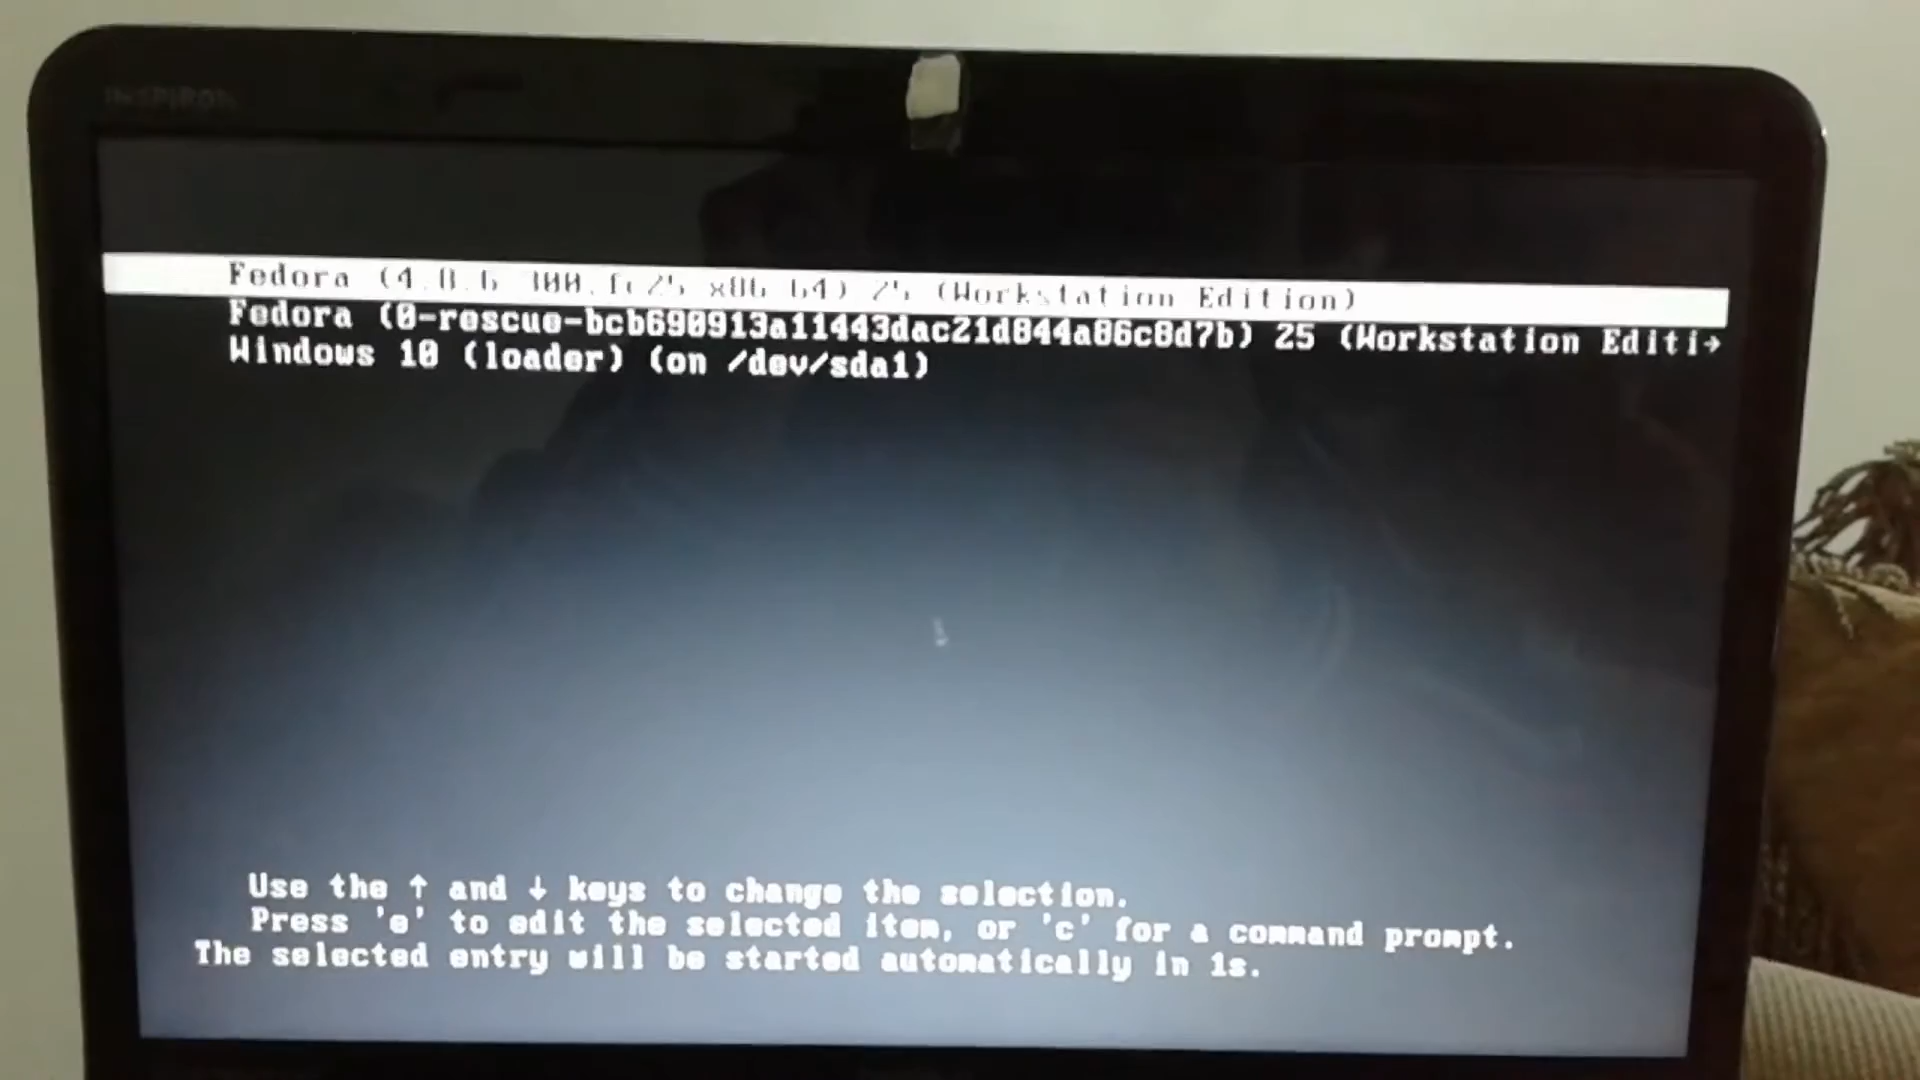 INSPIRON
Fedora (4.8.6-300.fc25.x86_64) 25 (Workstation Edition)
Fedora (0-rescue-bcb690913a11443dac21d844a86c8d7b) 25 (Workstation Editi→
Windows 10 (loader) (on /dev/sda1)
Use the ↑ and ↓ keys to change the selection.
Press 'e' to edit the selected item, or 'c' for a command prompt.
The selected entry will be started automatically in 1s.